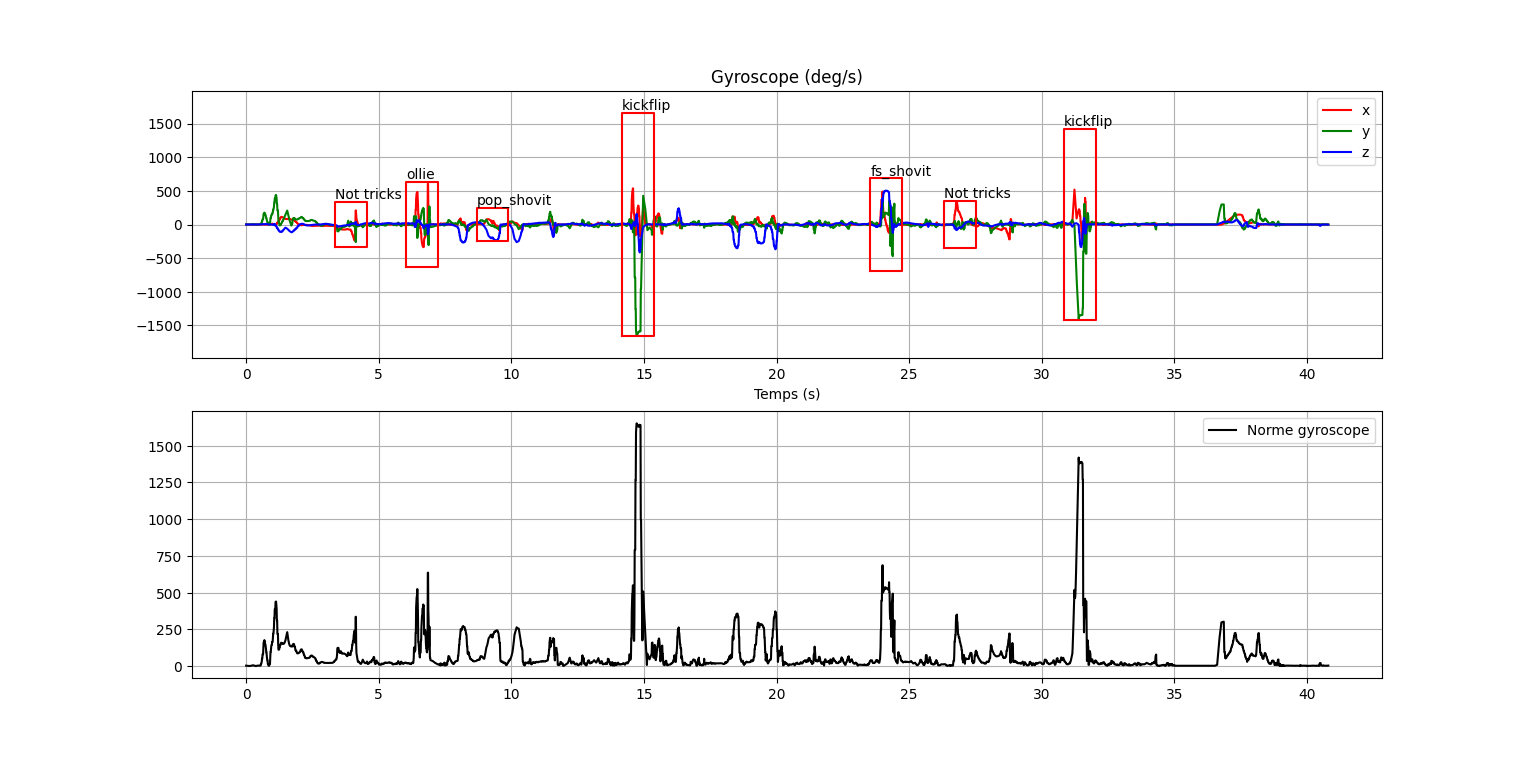 Gyroscope (deg/s)
kickflip
kickflip
x
y
z
fs_shovit
ollie
Not tricks
pop_shovit
Not tricks
1500
1000
500
0
−500
−1000
−1500
0 5 10 15 20 25 30 35 40
Temps (s)
Norme gyroscope
1500
1250
1000
750
500
250
0
0 5 10 15 20 25 30 35 40